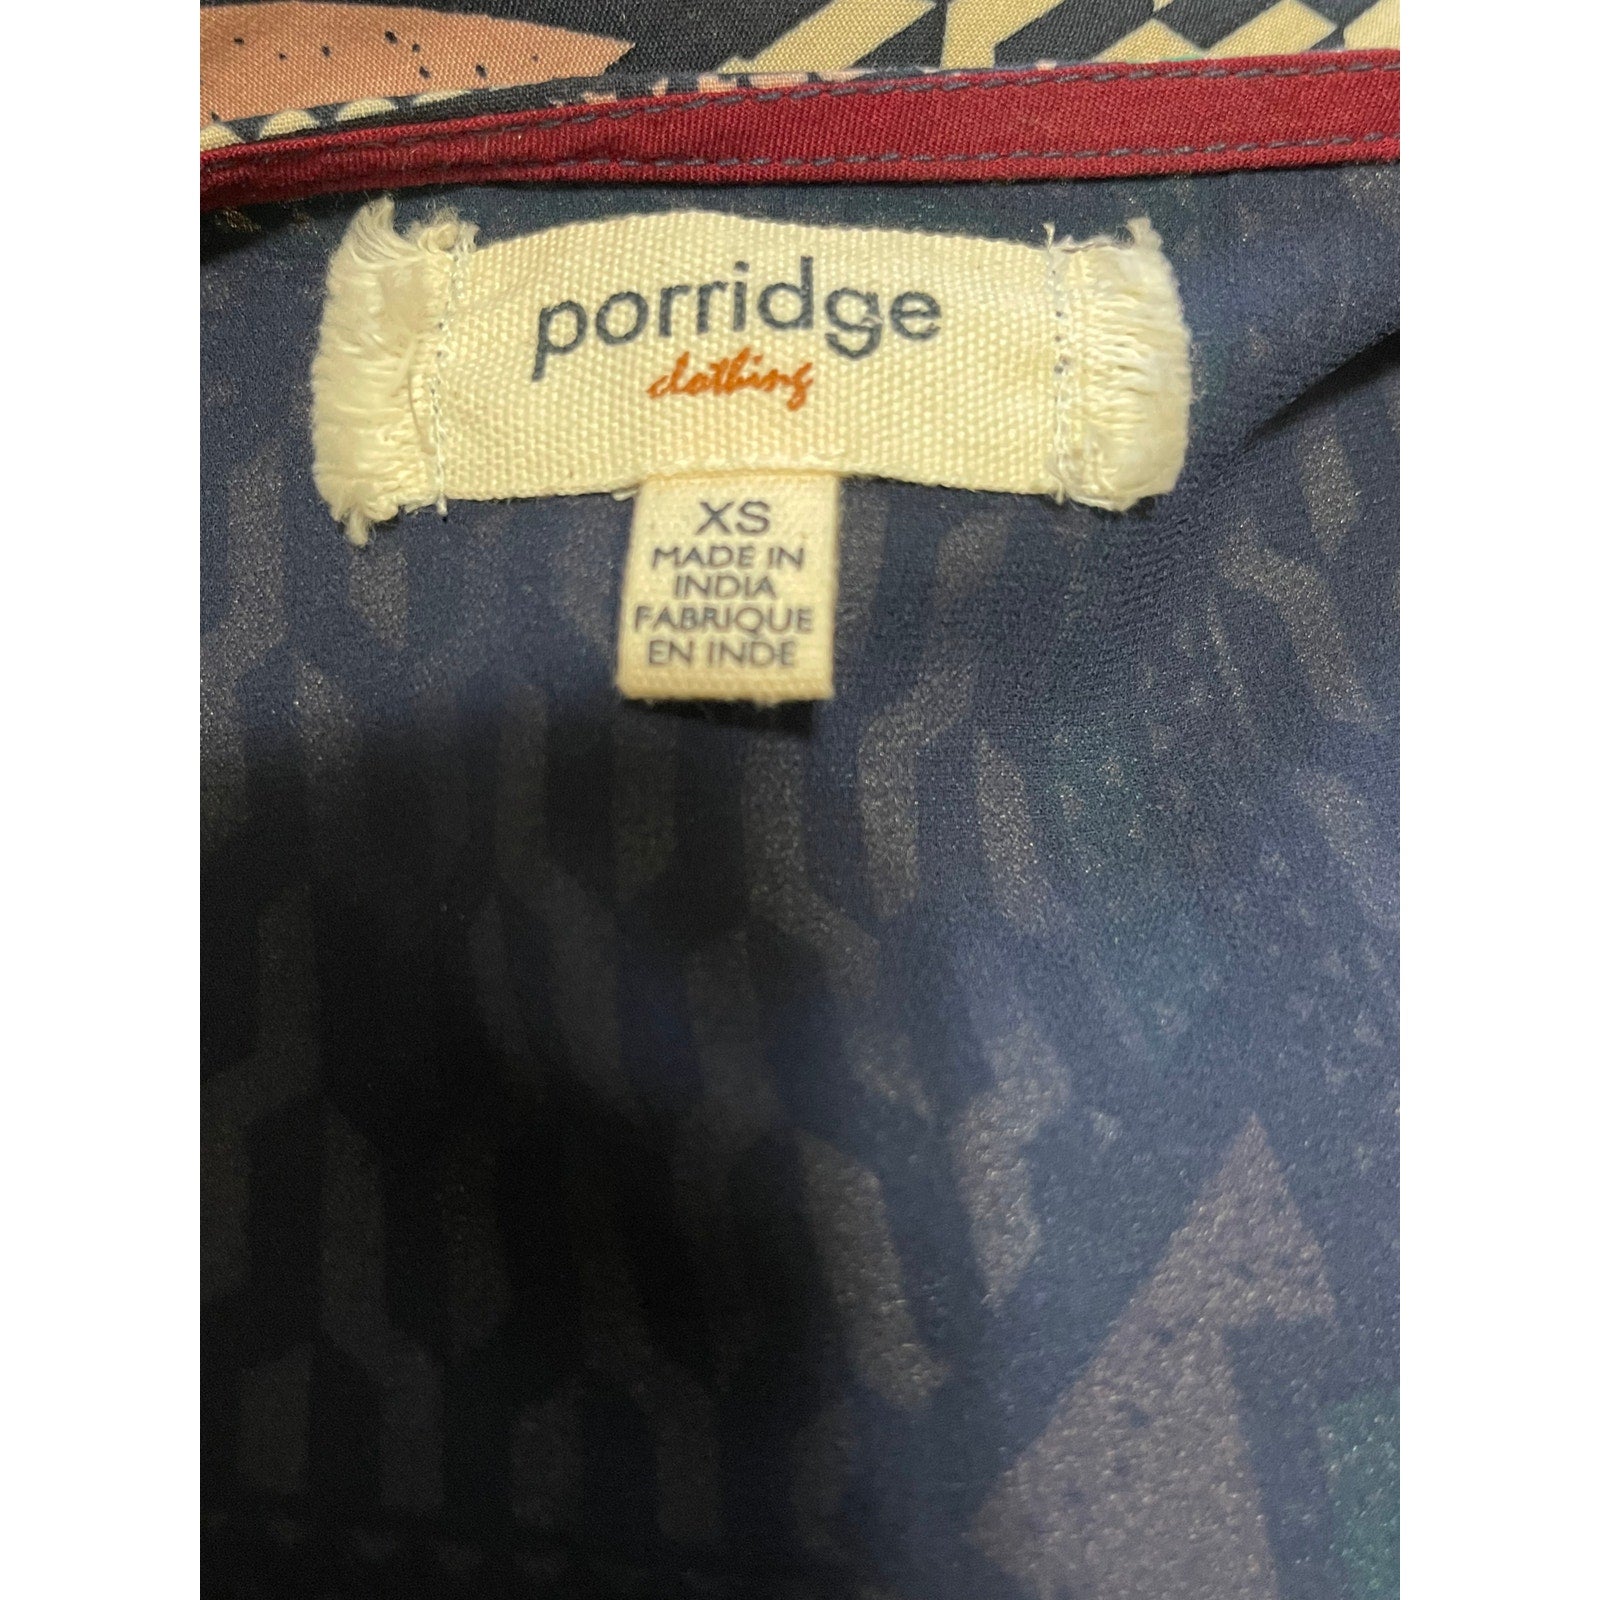 porridge
clothing
XS
MADE IN
INDIA
FABRIQUE
EN INDE